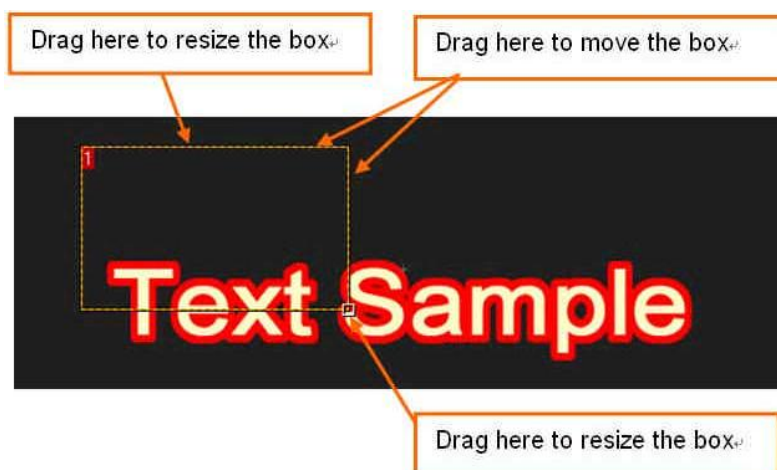 Drag here to resize the box
Drag here to move the box
1
Text Sample
Drag here to resize the box